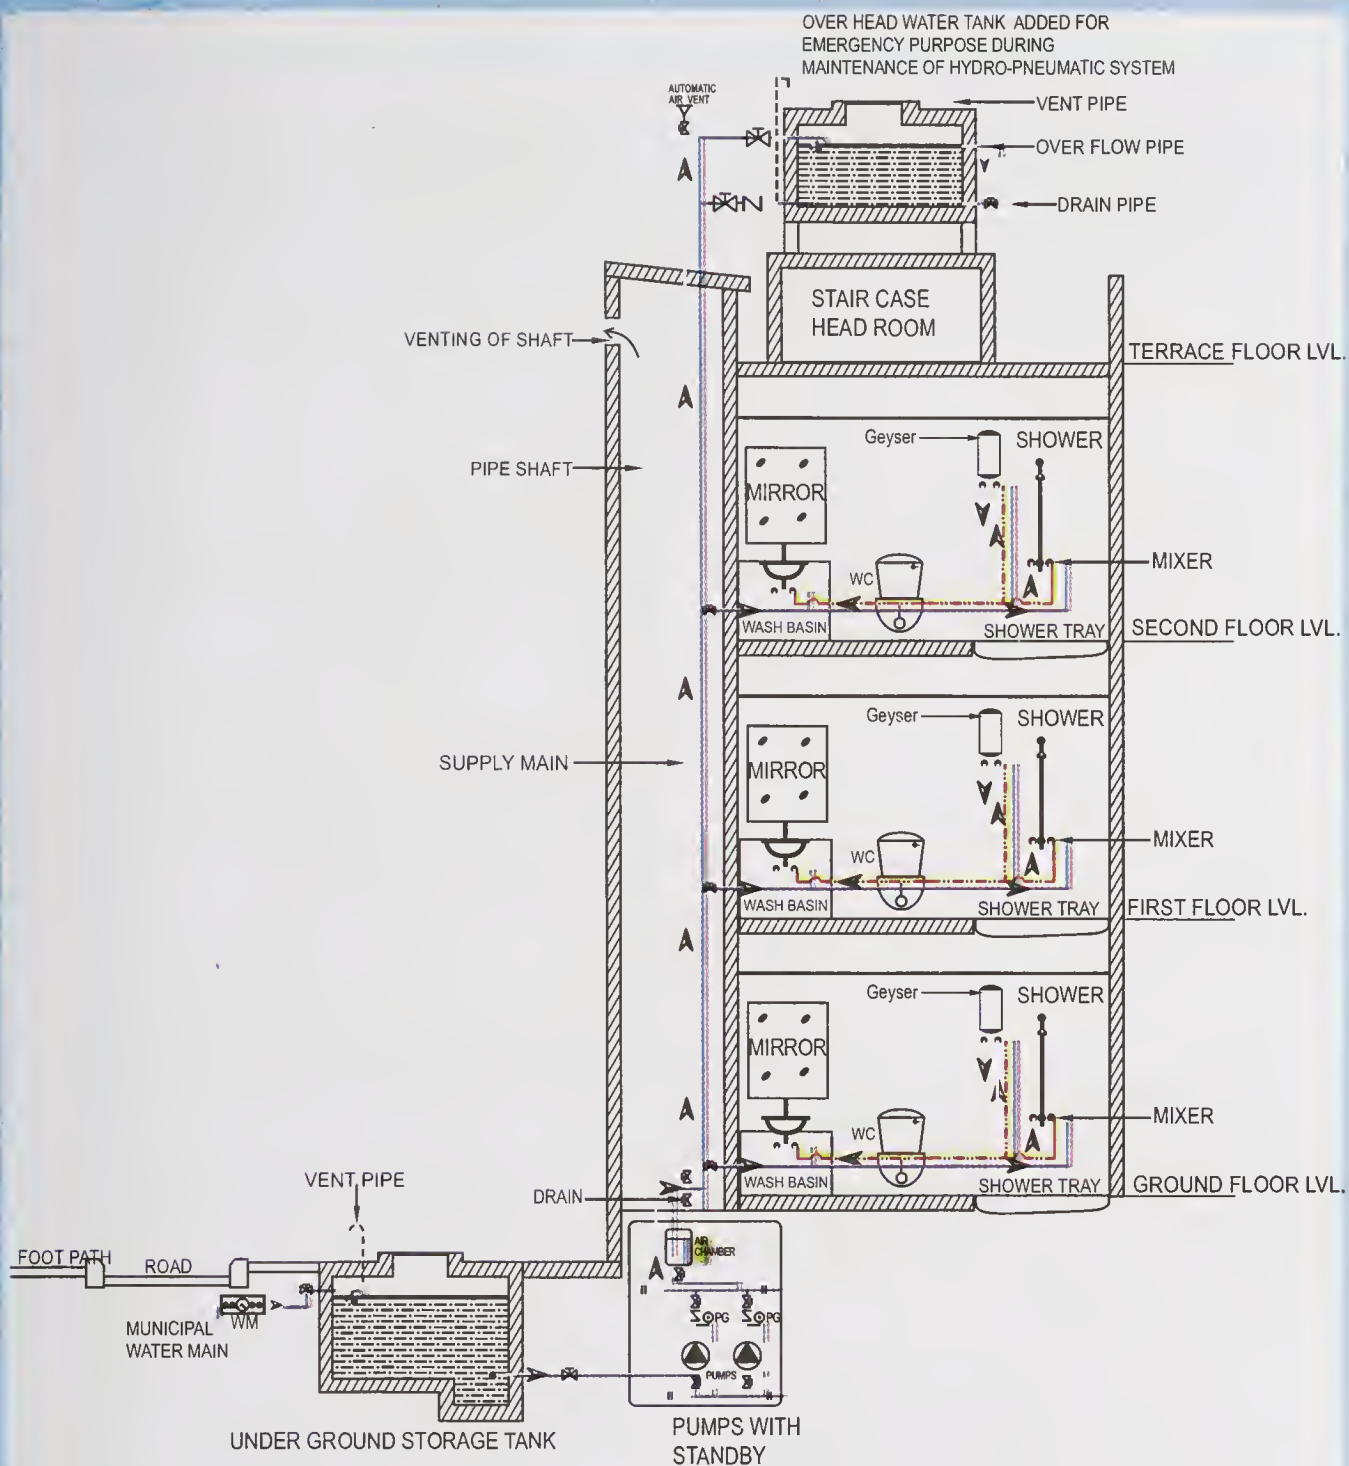 OVER HEAD WATER TANK ADDED FOR
EMERGENCY PURPOSE DURING
MAINTENANCE OF HYDRO-PNEUMATIC SYSTEM
AUTOMATIC
AIR VENT
VENT PIPE
OVER FLOW PIPE
DRAIN PIPE
STAIR CASE
HEAD ROOM
VENTING OF SHAFT
TERRACE FLOOR LVL.
Geyser
SHOWER
PIPE SHAFT
MIRROR
MIXER
WC
WASH BASIN
SHOWER TRAY
SECOND FLOOR LVL.
Geyser
SHOWER
SUPPLY MAIN
MIRROR
MIXER
WC
WASH BASIN
SHOWER TRAY
FIRST FLOOR LVL.
Geyser
SHOWER
MIRROR
MIXER
WC
WASH BASIN
SHOWER TRAY
GROUND FLOOR LVL.
VENT PIPE
DRAIN
AIR
CHAMBER
FOOT PATH
ROAD
WM
MUNICIPAL
WATER MAIN
PG
PG
PUMPS
UNDER GROUND STORAGE TANK
PUMPS WITH
STANDBY